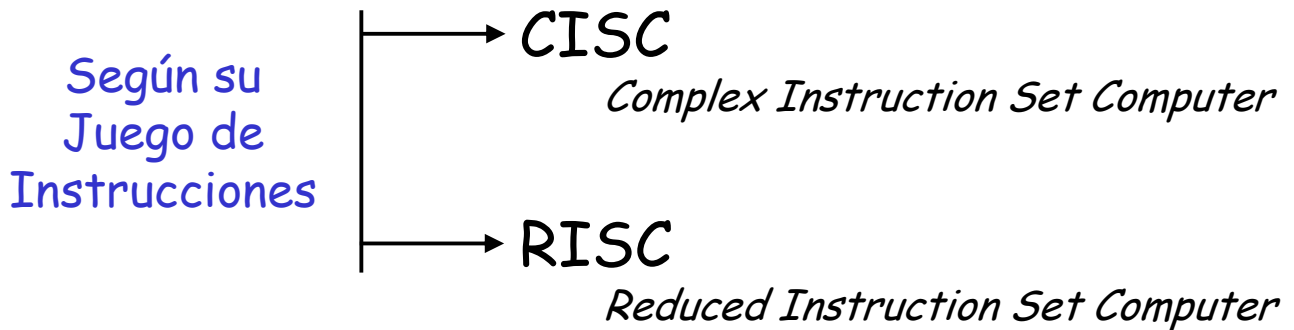 Según su
Juego de
Instrucciones
CISC
Complex Instruction Set Computer
RISC
Reduced Instruction Set Computer